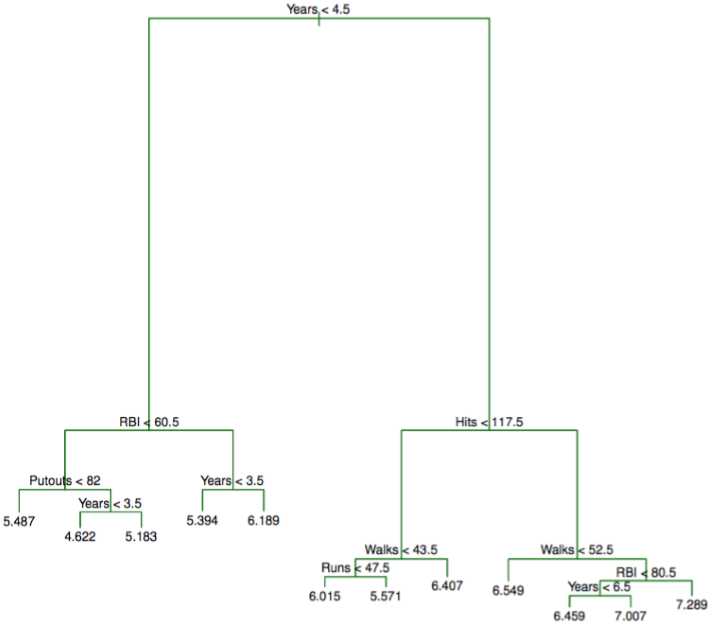 Years < 4.5
RBI < 60.5
Hits < 117.5
Putouts < 82
Years < 3.5
Years < 3.5
5.487
4.622
5.183
5.394
6.189
Walks < 43.5
Walks < 52.5
Runs < 47.5
RBI < 80.5
6.015
5.571
6.407
6.549
Years < 6.5
6.459
7.007
7.289